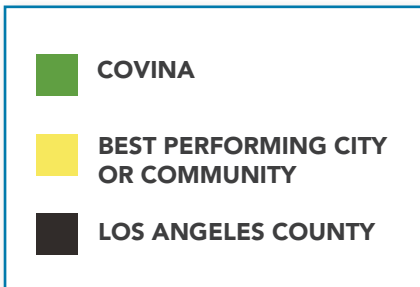 COVINA
BEST PERFORMING CITY
OR COMMUNITY
LOS ANGELES COUNTY